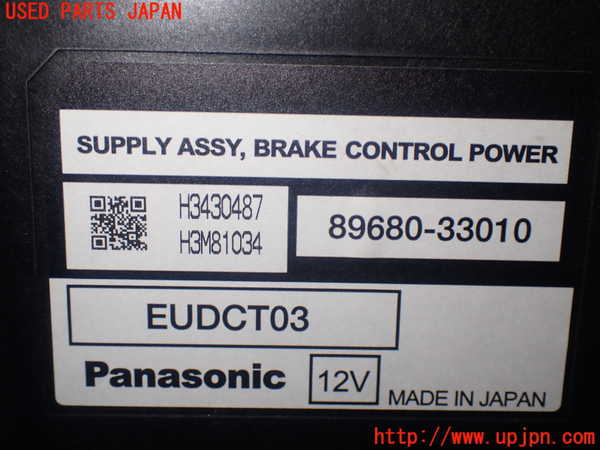 USED PARTS JAPAN
SUPPLY ASSY, BRAKE CONTROL POWER
H3430487
H3M81034
89680-33010
EUDCT03
Panasonic
12V
MADE IN JAPAN
http://www.upjpn.com